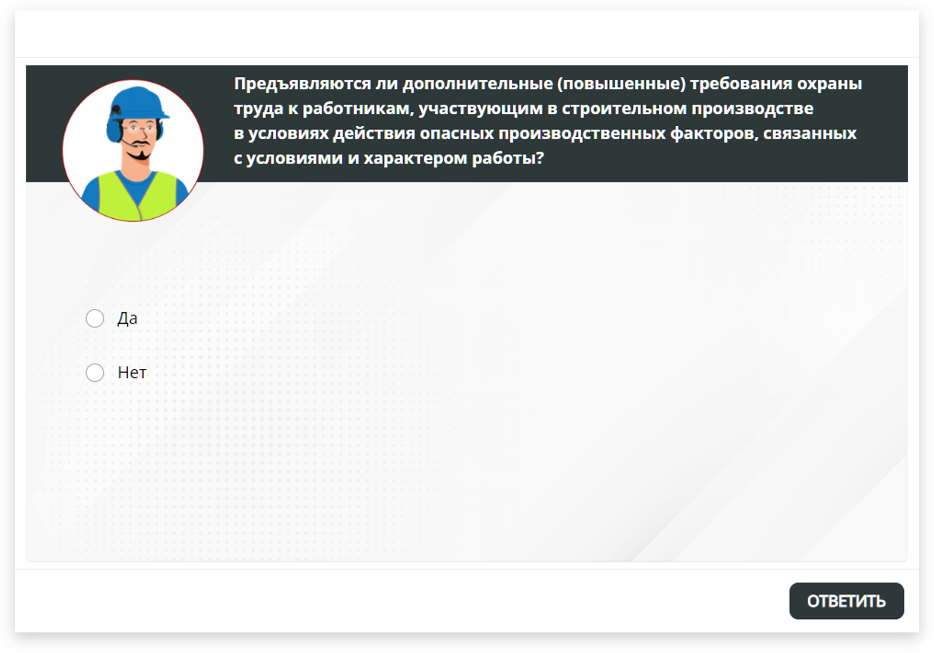 Предъявляются ли дополнительные (повышенные) требования охраны
труда к работникам, участвующим в строительном производстве
в условиях действия опасных производственных факторов, связанных
с условиями и характером работы?
Да
Нет
ОТВЕТИТЬ